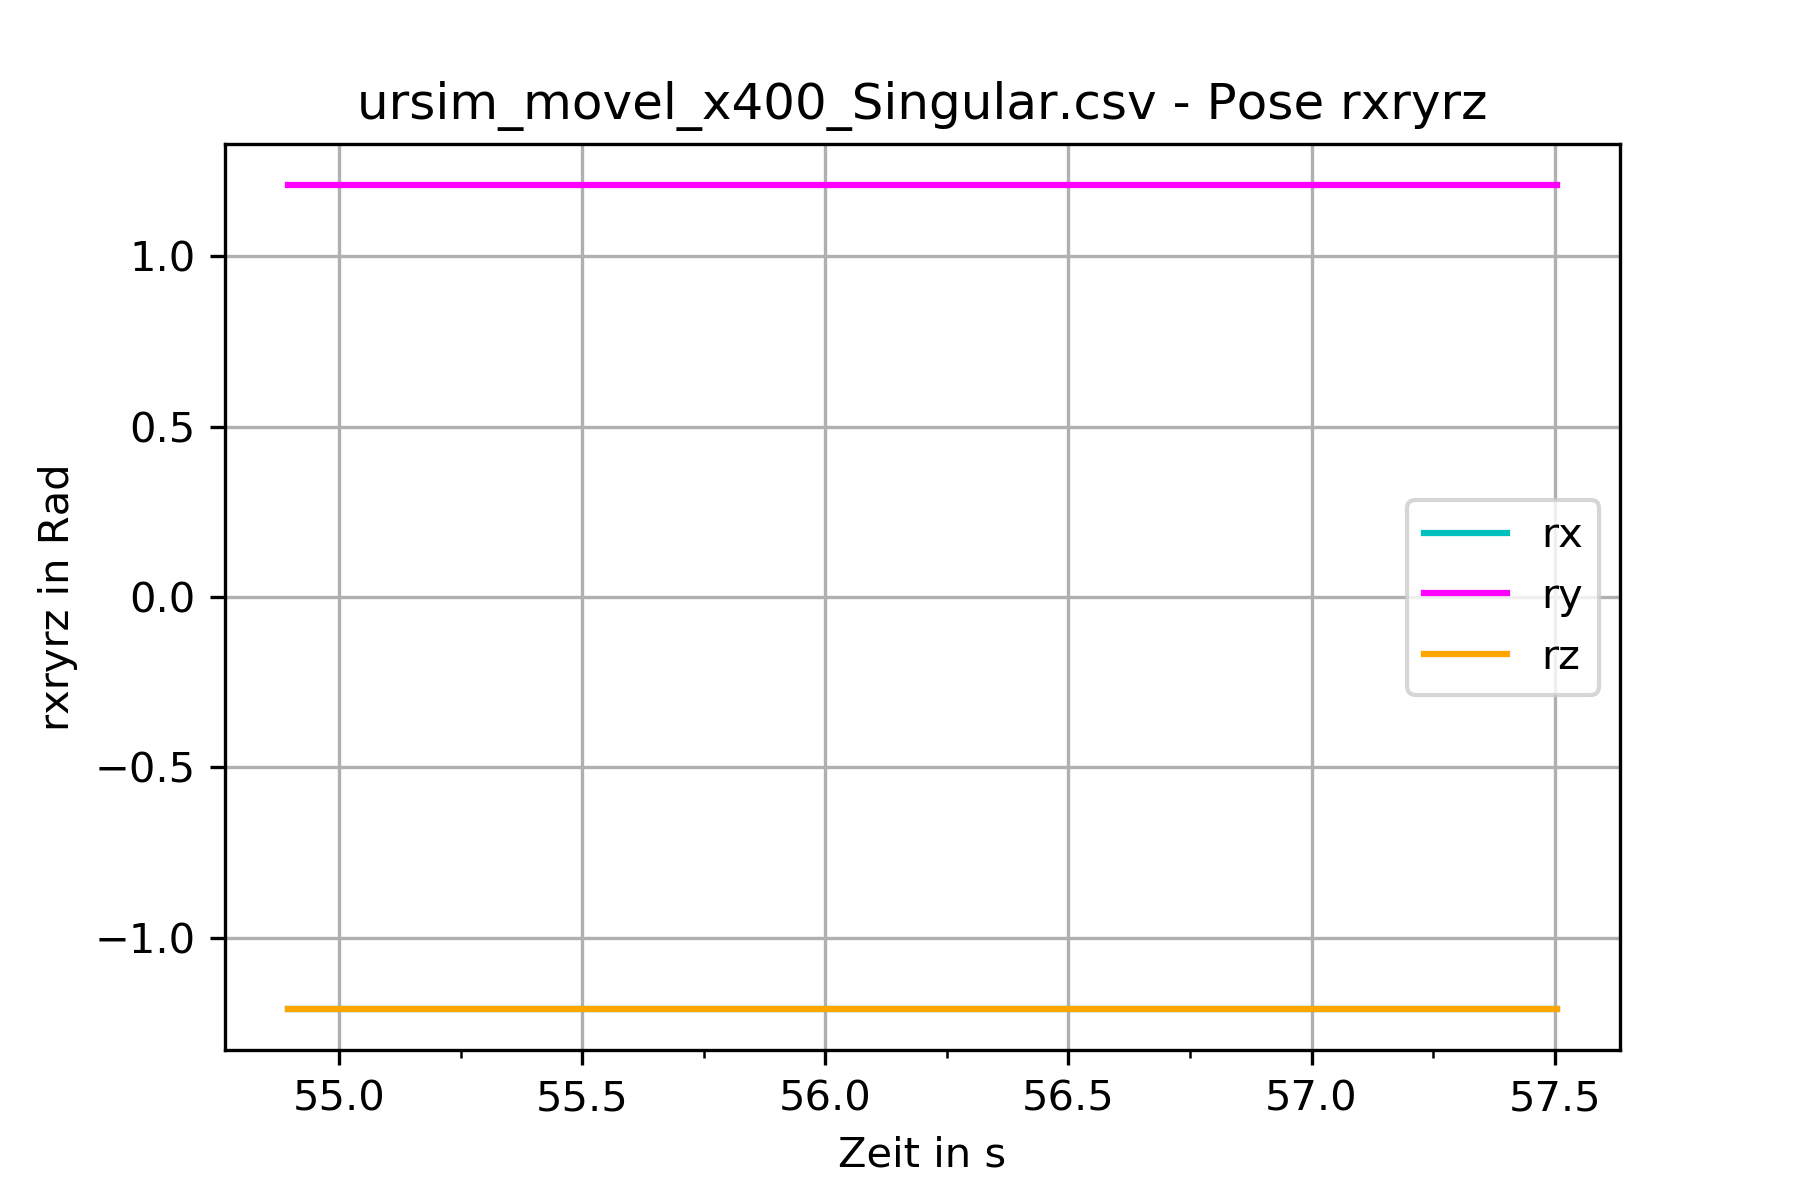 ursim_movel_x400_Singular.csv - Pose rxryrz
rxryrz in Rad
1.0
0.5
0.0
−0.5
−1.0
rx
ry
rz
55.0 55.5 56.0 56.5 57.0 57.5
Zeit in s